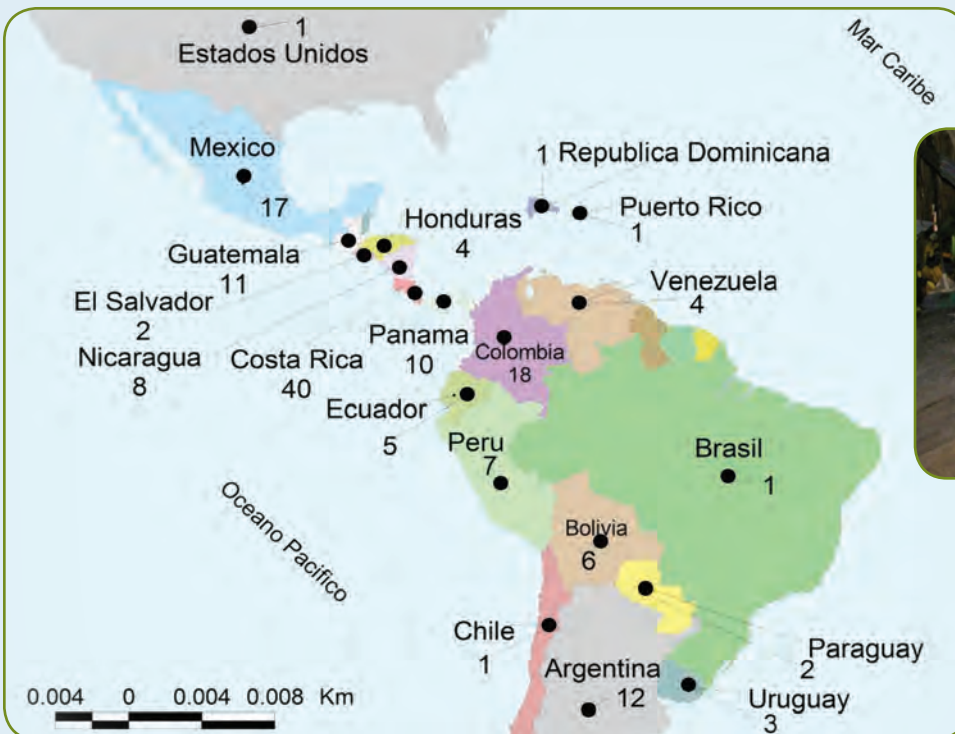 1
Estados Unidos
Mar Caribe
Mexico
17
1 Republica Dominicana
Puerto Rico
1
Honduras
4
Guatemala
11
El Salvador
2
Nicaragua
8
Costa Rica
40
Panama
10
Venezuela
4
Colombia
18
Ecuador
5
Peru
7
Brasil
1
Oceano Pacifico
Bolivia
6
Chile
1
Paraguay
2
Argentina
12
Uruguay
3
0.004 0 0.004 0.008 Km